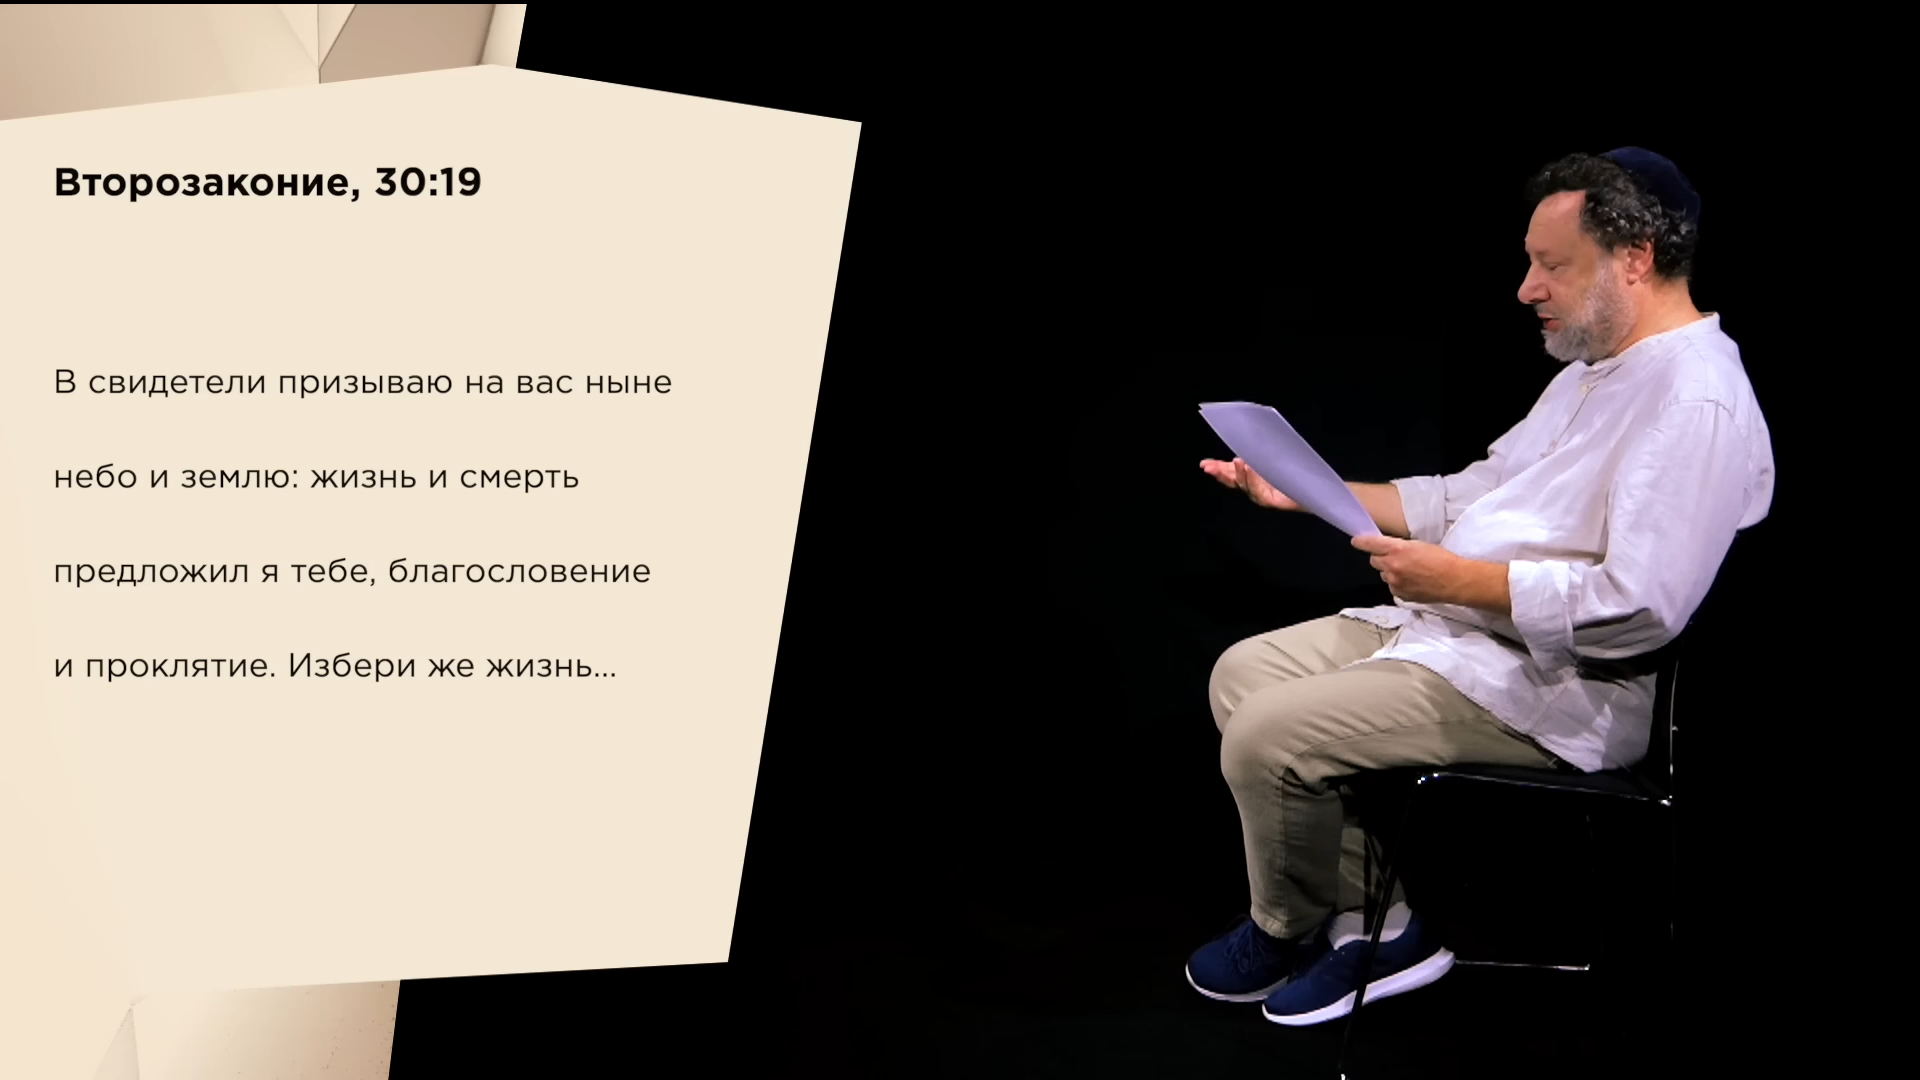 Второзаконие, 30:19
В свидетели призываю на вас ныне
небо и землю: жизнь и смерть
предложил я тебе, благословение
и проклятие. Избери же жизнь...